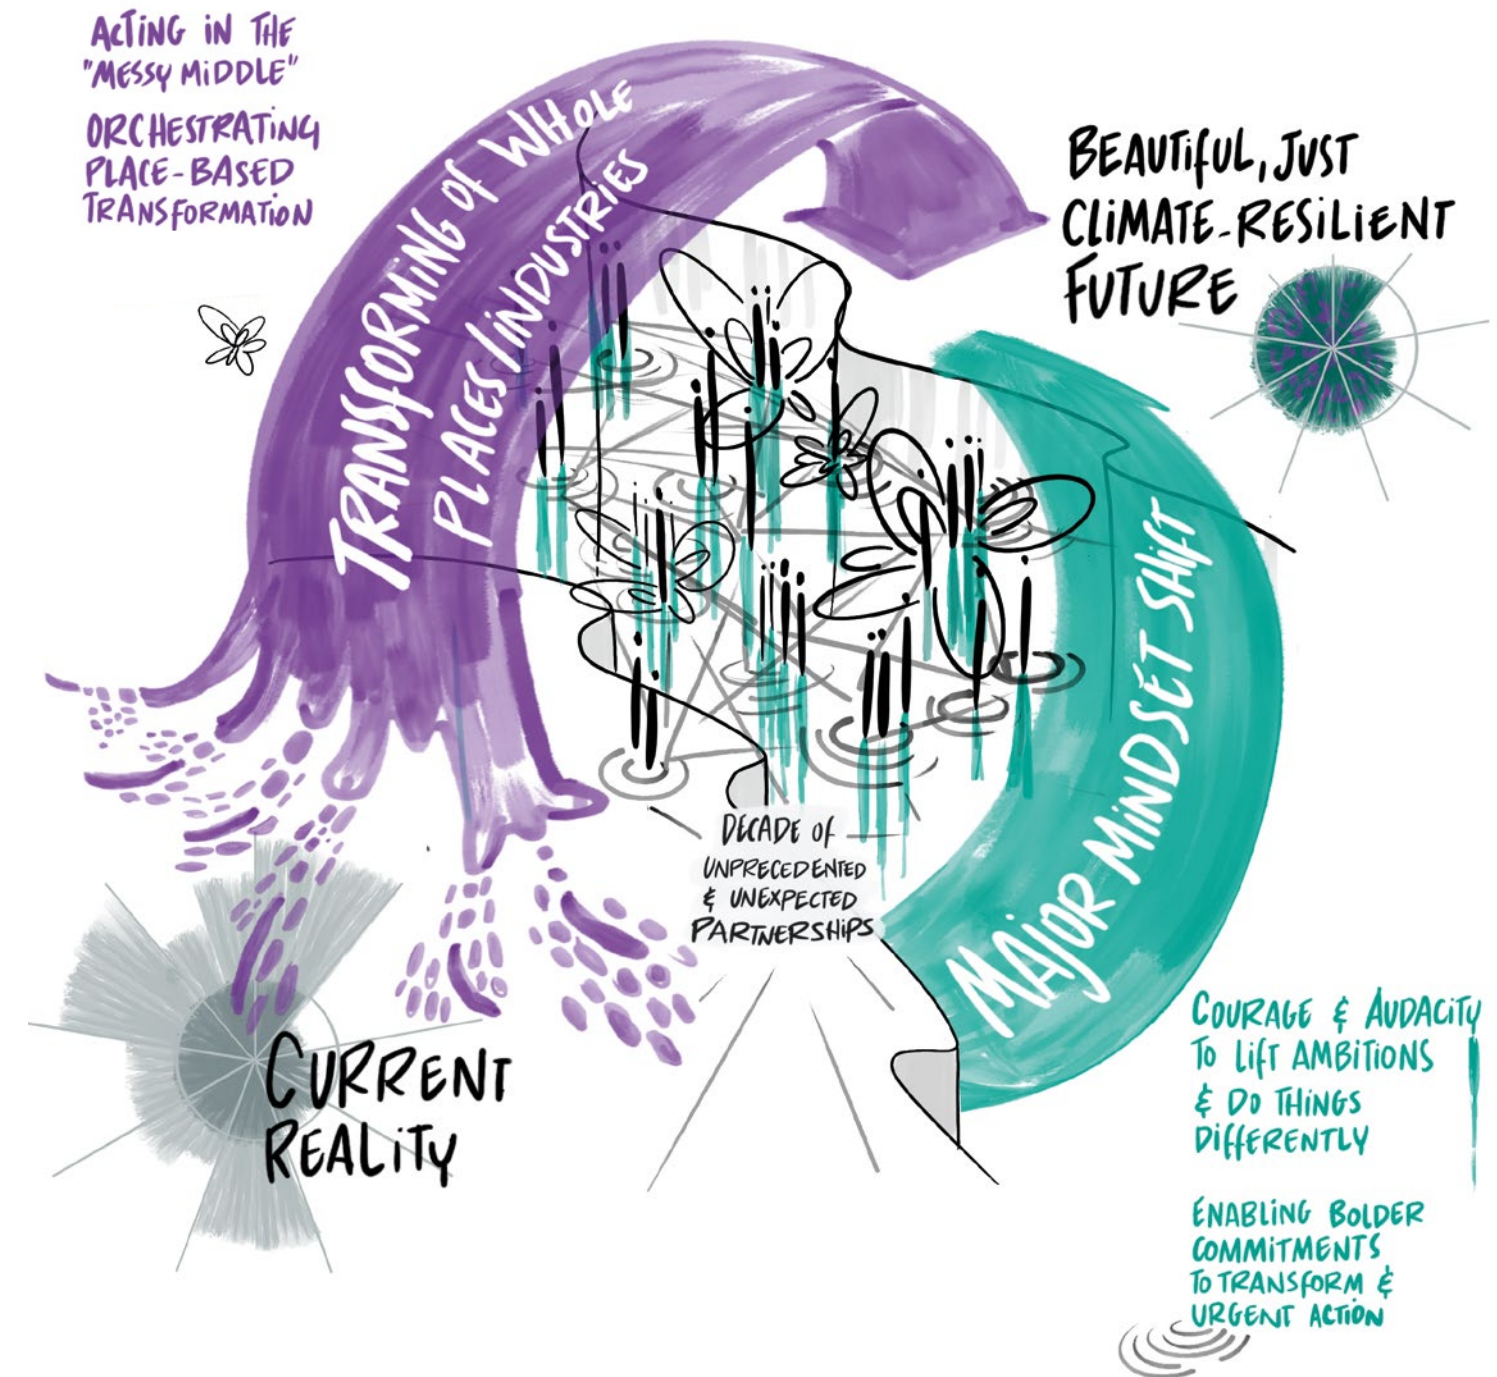 ACTING IN THE
"MESSY MIDDLE"
ORCHESTRATING
PLACE-BASED
TRANSFORMATION
TRANSFORMING OF WHOLE
PLACES/INDUSTRIES
BEAUTIFUL, JUST
CLIMATE-RESILIENT
FUTURE
DECADE OF
UNPRECEDENTED
& UNEXPECTED
PARTNERSHIPS
MAJOR MINDSET SHIFT
CURRENT
REALITY
COURAGE & AUDACITY
TO LIFT AMBITIONS
& DO THINGS
DIFFERENTLY
ENABLING BOLDER
COMMITMENTS
TO TRANSFORM &
URGENT ACTION